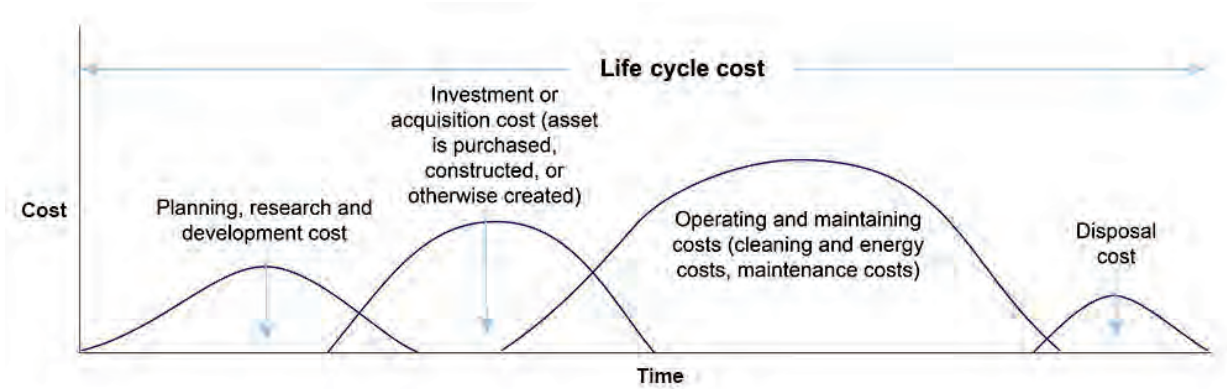 Life cycle cost
Investment or
acquisition cost (asset
is purchased,
constructed, or
otherwise created)
Cost
Planning, research and
development cost
Operating and maintaining
costs (cleaning and energy
costs, maintenance costs)
Disposal
cost
Time